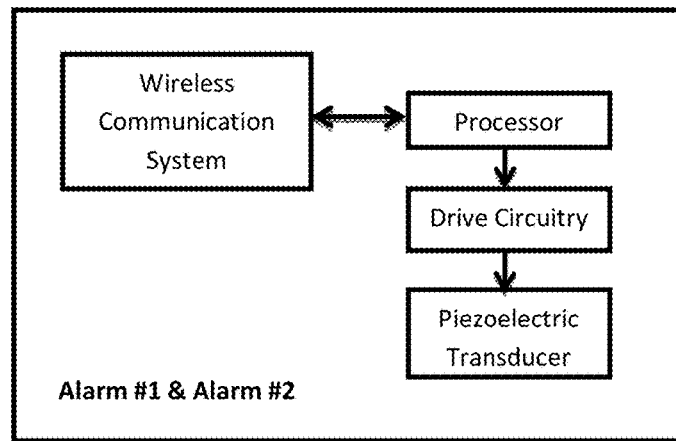 Wireless
Communication
System
Processor
Drive Circuitry
Piezoelectric
Transducer
Alarm #1 & Alarm #2